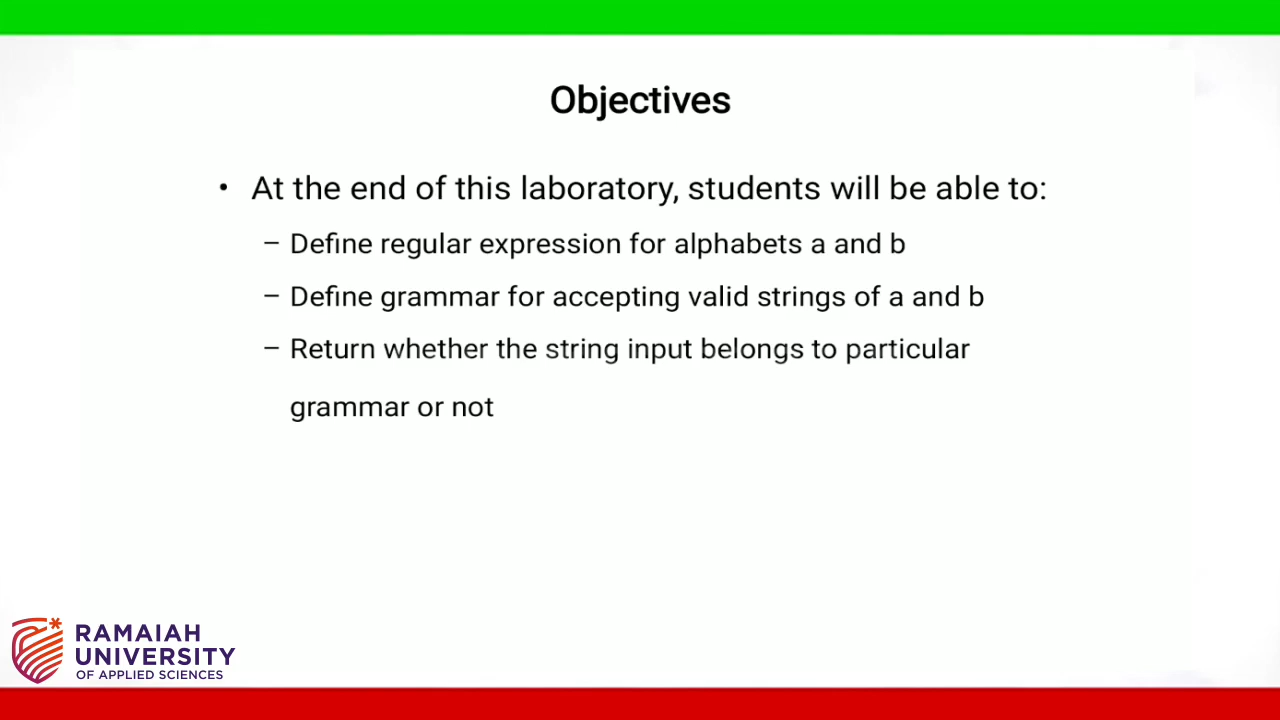 Objectives
• At the end of this laboratory, students will be able to:
– Define regular expression for alphabets a and b
– Define grammar for accepting valid strings of a and b
– Return whether the string input belongs to particular
grammar or not
RAMAIAH
UNIVERSITY
OF APPLIED SCIENCES